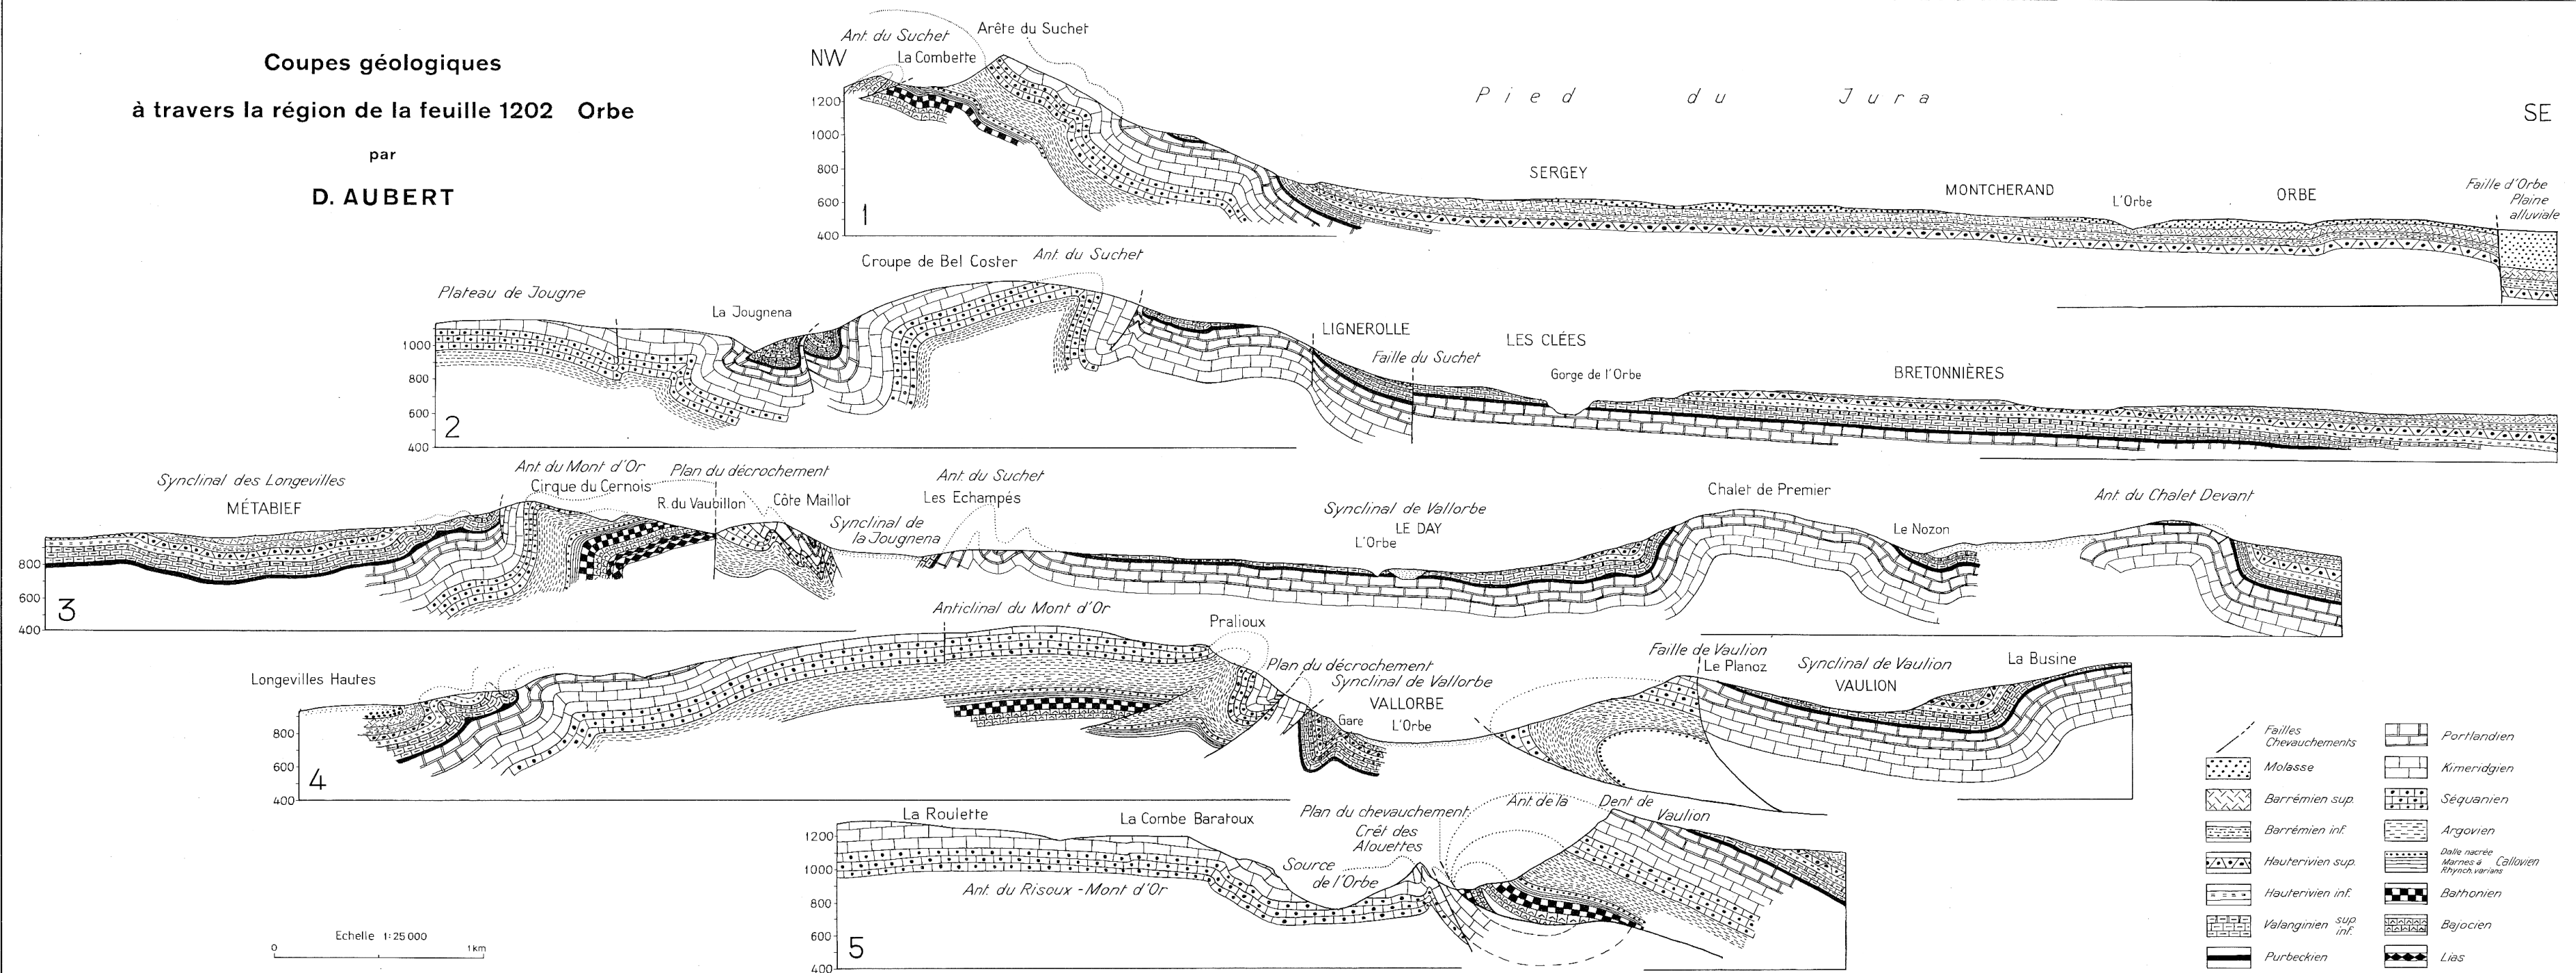 Coupes géologiques
à travers la région de la feuille 1202 Orbe
par
D. AUBERT
NW
Ant. du Suchet
La Combette
Arête du Suchet
Pied du Jura
SE
SERGEY
MONTCHERAND
L'Orbe
ORBE
Faille d'Orbe
Plaine
alluviale
1200
1000
800
600
400
1
Plateau de Jougne
La Jougnena
Croupe de Bel Coster
Ant. du Suchet
LIGNEROLLE
Faille du Suchet
LES CLÉES
Gorge de l'Orbe
BRETONNIÈRES
1000
800
600
400
2
Synclinal des Longevilles
MÉTABIEF
Ant. du Mont d'Or
Cirque du Cernois
Plan du décrochement
R. du Vaubillon
Côte Maillot
Synclinal de
la Jougnena
Ant. du Suchet
Les Echampés
Synclinal de Vallorbe
LE DAY
L'Orbe
Chalet de Premier
Le Nozon
Ant. du Chalet Devant
800
600
400
3
Longevilles Hautes
Anticlinal du Mont d'Or
Pralioux
Plan du décrochement
Synclinal de Vallorbe
VALLORBE
Gare
L'Orbe
Faille de Vaulion
Le Planoz
Synclinal de Vaulion
VAULION
La Busine
800
600
400
4
La Roulette
La Combe Baratoux
Ant. du Risoux - Mont d'Or
Source
de l'Orbe
Plan du chevauchement
Crêt des
Alouettes
Ant. de la Dent de
Vaulion
1200
1000
800
600
400
5
Echelle 1:25 000
0 1 km
Failles
Chevauchements
Molasse
Barrémien sup.
Barrémien inf.
Hauterivien sup.
Hauterivien inf.
Valanginien sup.
inf.
Purbeckien
Portlandien
Kimeridgien
Séquanien
Argovien
Dalle nacrée
Marnes à Callovien
Rhynch. varians
Bathonien
Bajocien
Lias